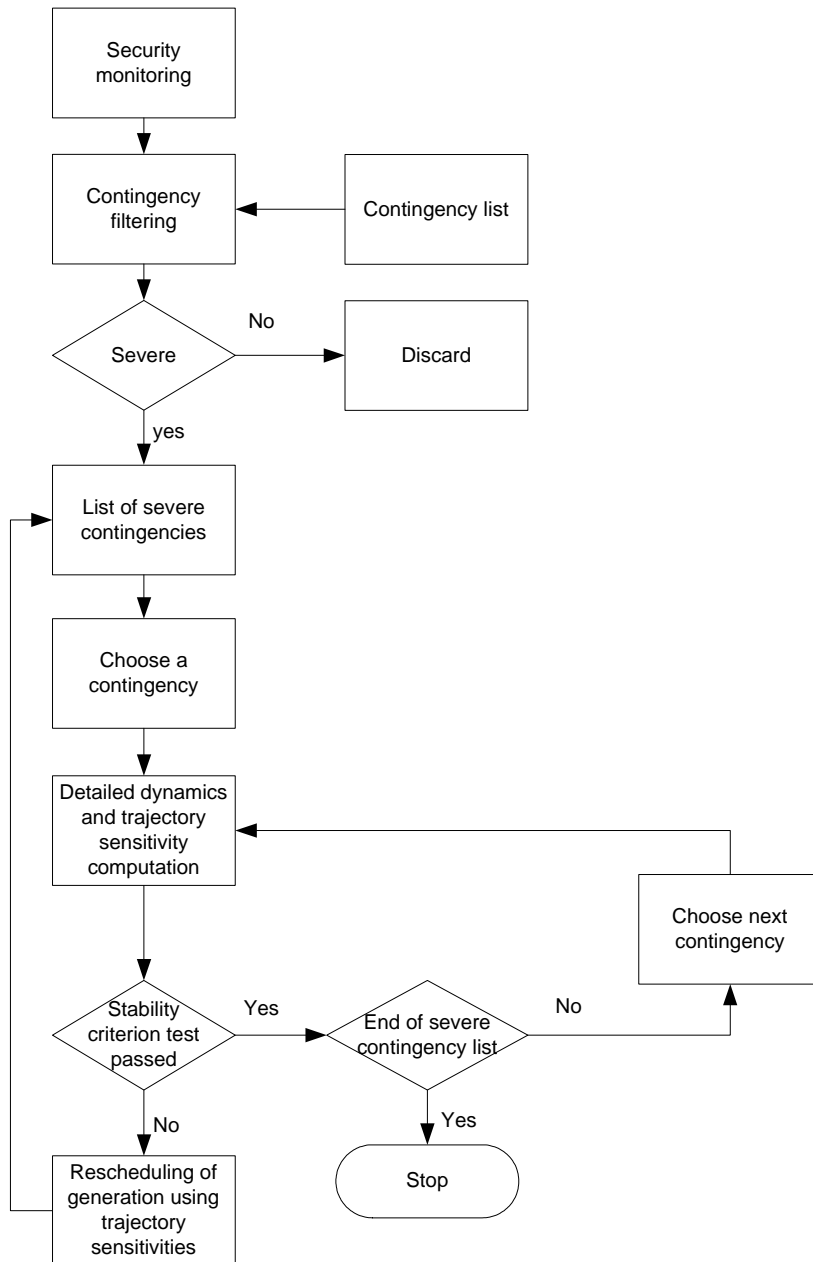 Security
monitoring
Contingency
filtering
Contingency list
No
Severe
Discard
yes
List of severe
contingencies
Choose a
contingency
Detailed dynamics
and trajectory
sensitivity
computation
Choose next
contingency
Stability
criterion test
passed
Yes
End of severe
contingency list
No
No
Yes
Rescheduling of
generation using
trajectory
sensitivities
Stop